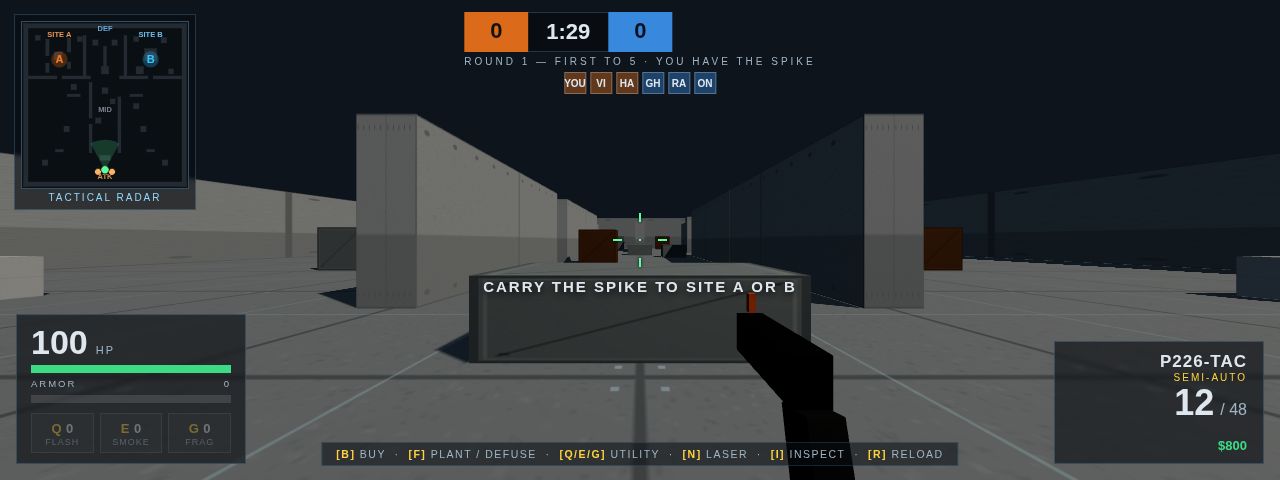 DEF
SITE A
SITE B
A
B
MID
ATK
TACTICAL RADAR
0
1:29
0
ROUND 1 — FIRST TO 5 · YOU HAVE THE SPIKE
YOU VI HA GH RA ON
CARRY THE SPIKE TO SITE A OR B
100 HP
ARMOR 0
Q 0 E 0 G 0
FLASH SMOKE FRAG
[B] BUY · [F] PLANT / DEFUSE · [Q/E/G] UTILITY · [N] LASER · [I] INSPECT · [R] RELOAD
P226-TAC
SEMI-AUTO
12 / 48
$800